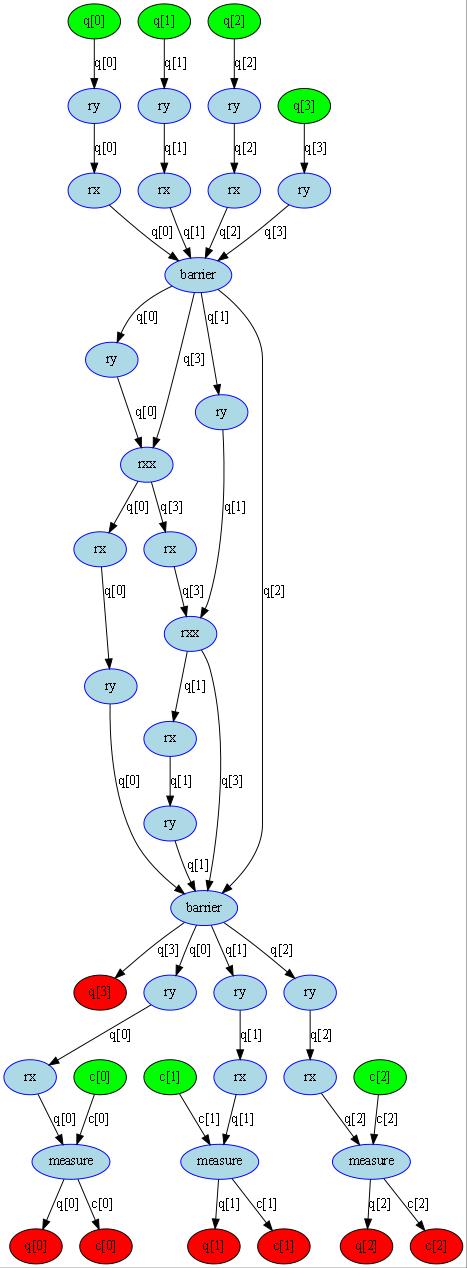 q[0] q[1] q[2]
q[0] q[1] q[2]
ry ry ry q[3]
q[0] q[1] q[2] q[3]
rx rx rx ry
q[0] q[1] q[2] q[3]
barrier
q[0] q[1]
ry q[3]
ry
q[0]
rxx
q[0] q[3] q[1]
rx rx
q[0] q[3] q[2]
rxx
ry q[1]
rx
q[0] q[1] q[3]
ry
q[1]
barrier
q[3] q[0] q[1] q[2]
q[3] ry ry ry
q[0] q[1] q[2]
rx c[0] c[1] rx rx c[2]
q[0] c[0] c[1] q[1] q[2] c[2]
measure measure measure
q[0] c[0] q[1] c[1] q[2] c[2]
q[0] c[0] q[1] c[1] q[2] c[2]